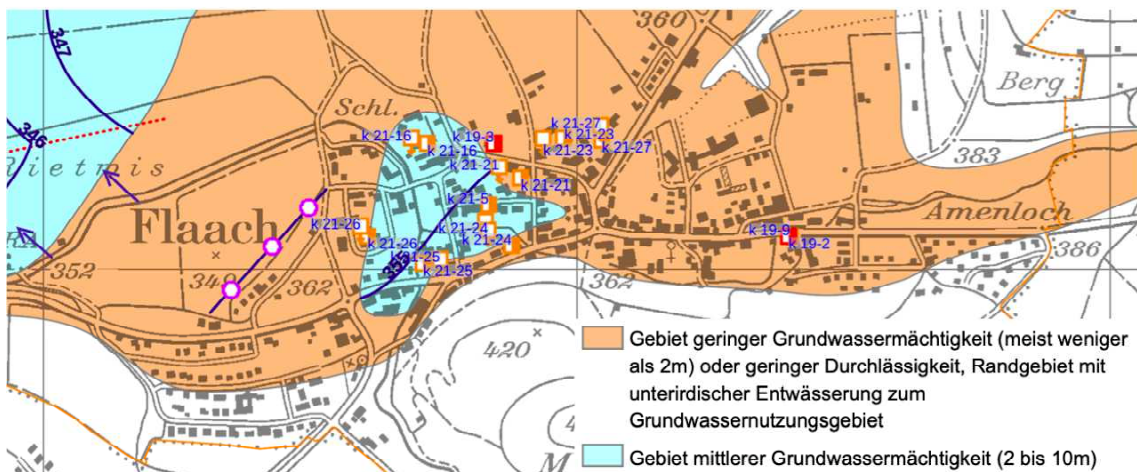 347
346
Rietmis
352
Schl.
360
k 21-27
k 21-16
k 19-3
k 21-23
k 21-16
k 21-23
k 21-27
k 21-21
k 21-21
k 21-5
k 21-26
k 21-24
k 21-26
k 21-24
k 21-25
k 21-25
355
Flaach
349
362
362
Berg
383
Amenloch
k 19-9
k 19-2
386
420
M
Gebiet geringer Grundwassermächtigkeit (meist weniger
als 2m) oder geringer Durchlässigkeit, Randgebiet mit
unterirdischer Entwässerung zum
Grundwassernutzungsgebiet
Gebiet mittlerer Grundwassermächtigkeit (2 bis 10m)